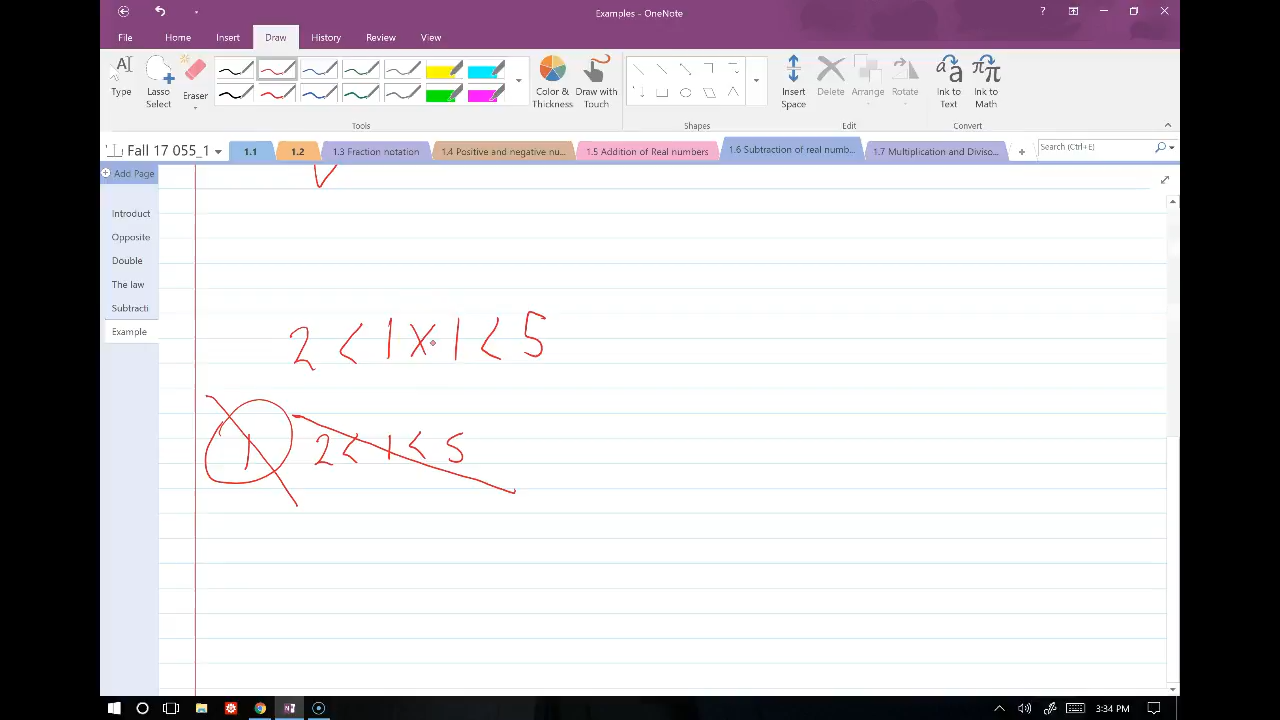 Examples - OneNote
File Home Insert Draw History Review View
Type
Lasso Select
Eraser
Color & Thickness
Draw with Touch
Insert Space
Delete
Arrange
Rotate
Ink to Text
Ink to Math
Tools Shapes Edit Convert
Fall 17 055_1 1.1 1.2 1.3 Fraction notation 1.4 Positive and negative nu... 1.5 Addition of Real numbers 1.6 Subtraction of real numb... 1.7 Multiplication and Diviso... Search (Ctrl+E)
Add Page
Introduct
Opposite
Double
The law
Subtracti
Example
2 < |x| < 5
1 2 < 1 < 5
3:34 PM